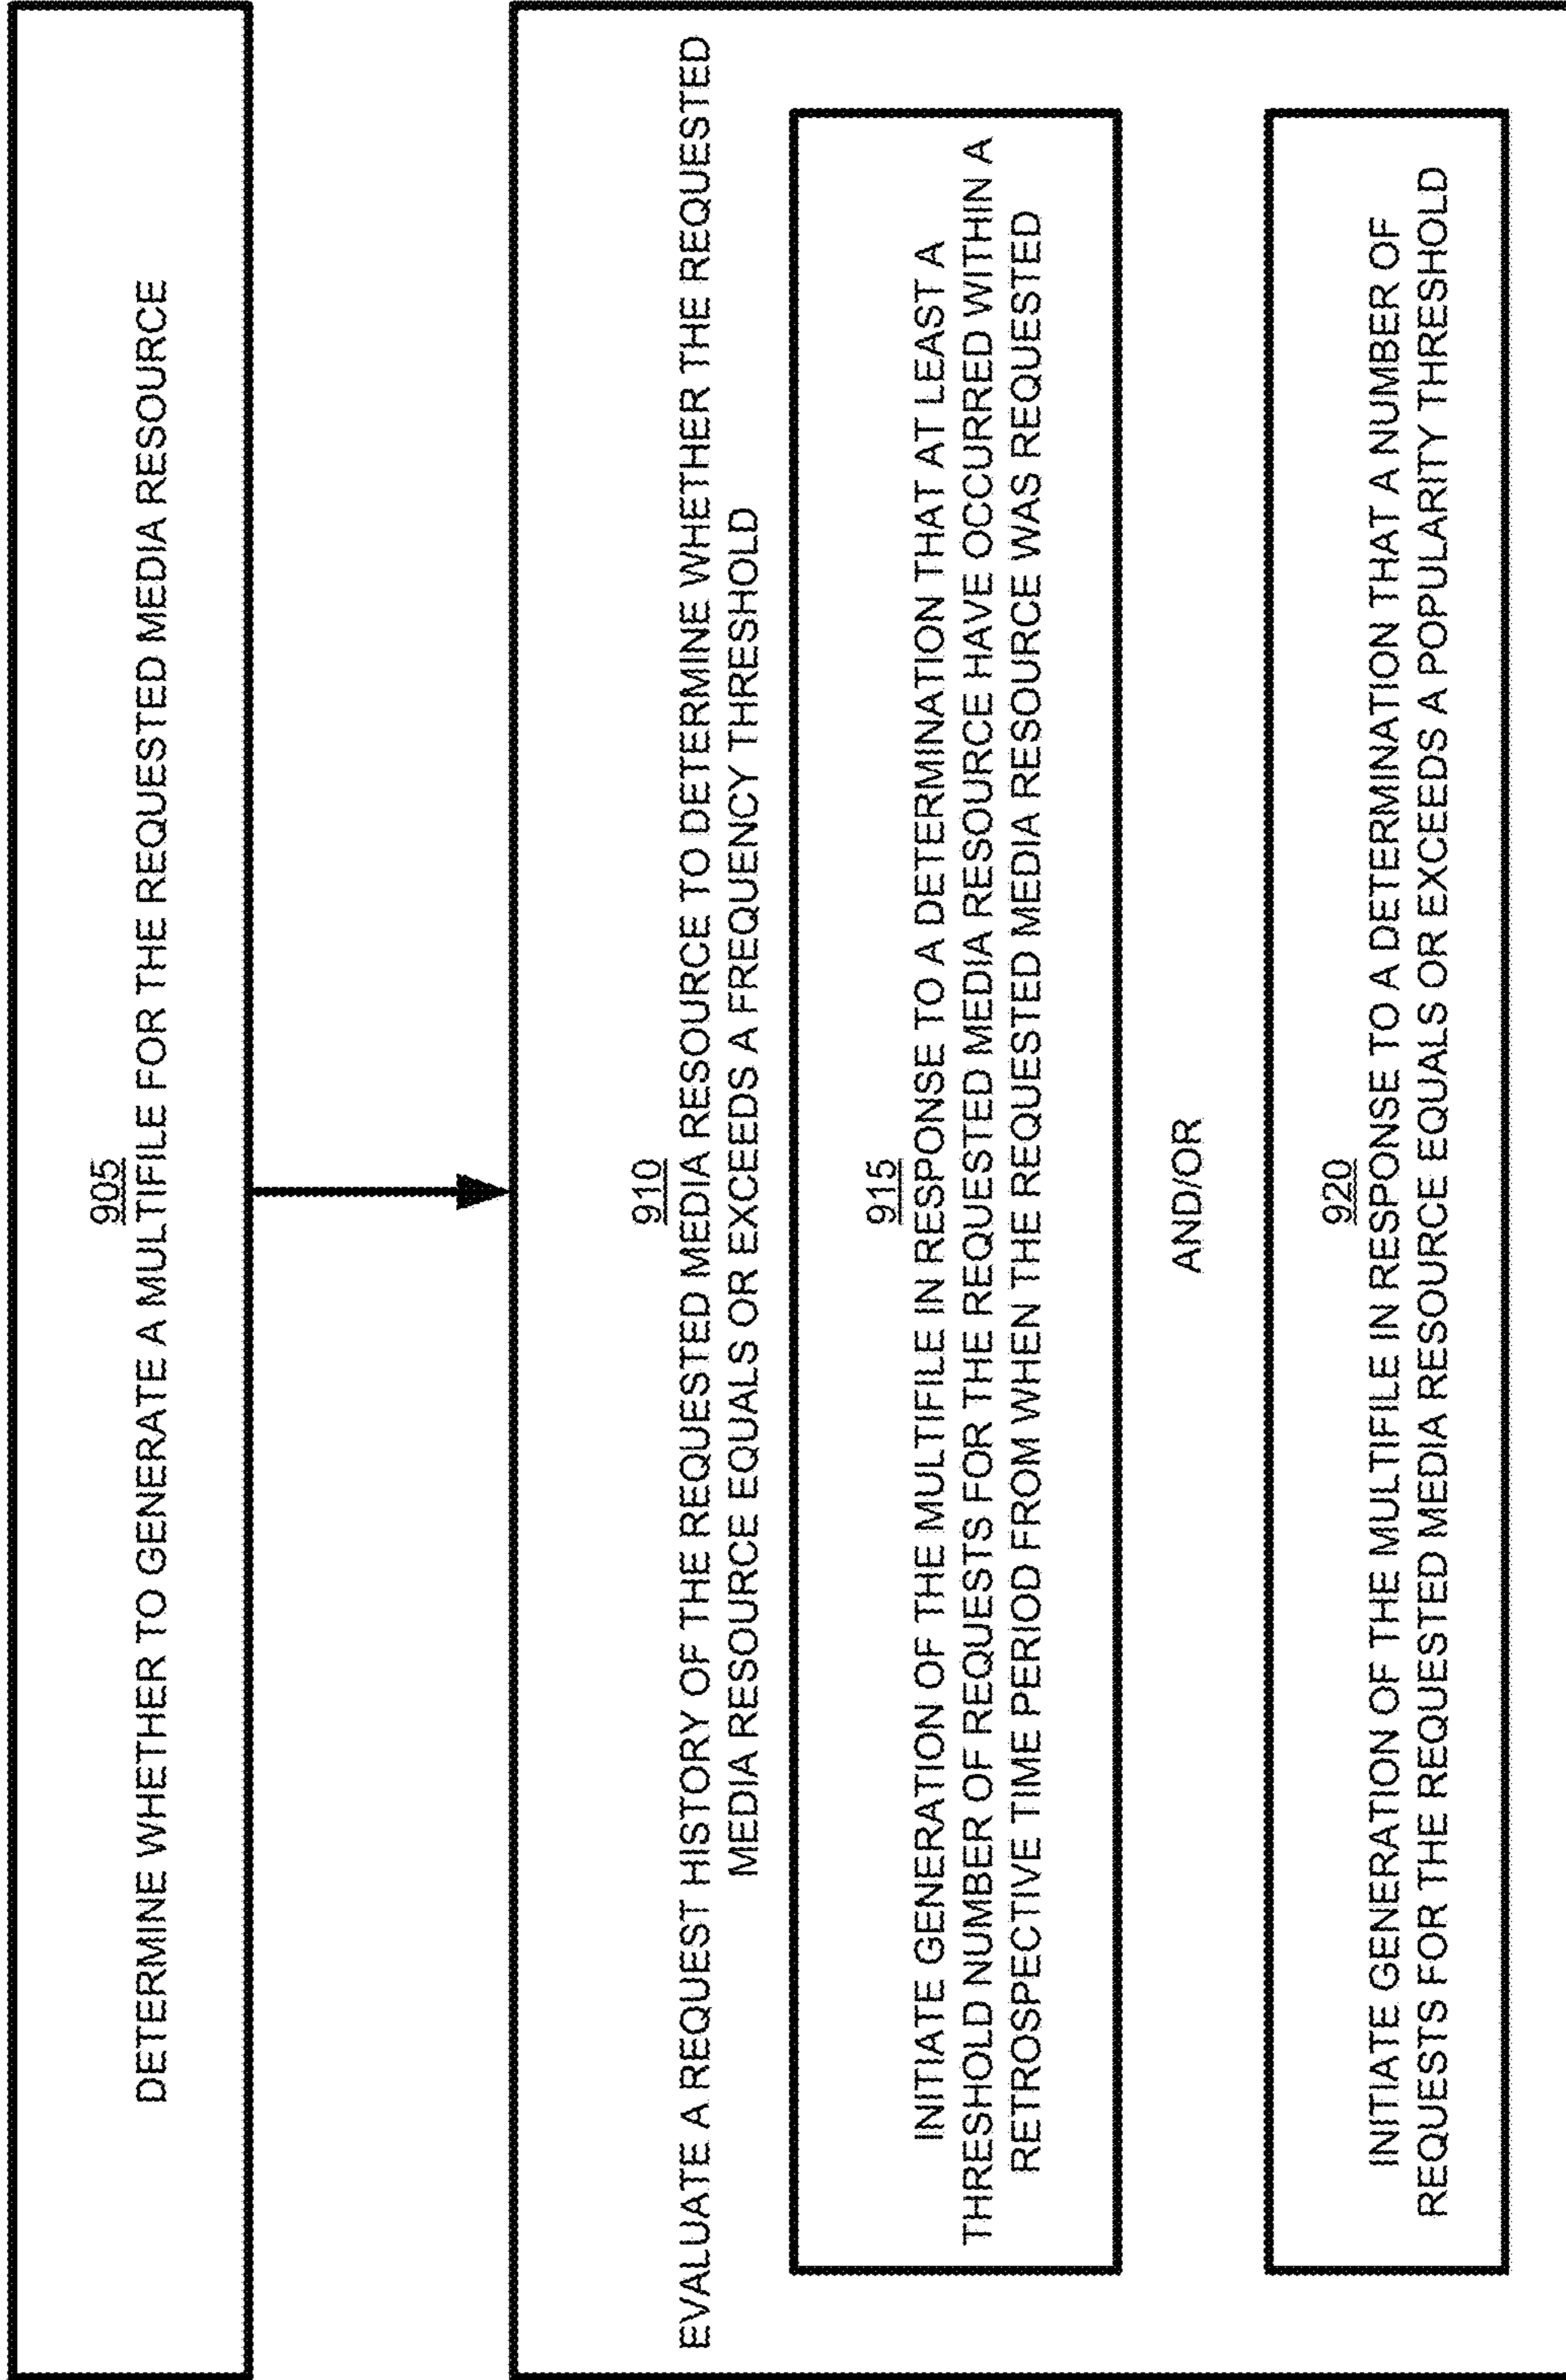 905
DETERMINE WHETHER TO GENERATE A MULTIFILE FOR THE REQUESTED MEDIA RESOURCE
910
EVALUATE A REQUEST HISTORY OF THE REQUESTED MEDIA RESOURCE TO DETERMINE WHETHER THE REQUESTED
MEDIA RESOURCE EQUALS OR EXCEEDS A FREQUENCY THRESHOLD
915
INITIATE GENERATION OF THE MULTIFILE IN RESPONSE TO A DETERMINATION THAT AT LEAST A
THRESHOLD NUMBER OF REQUESTS FOR THE REQUESTED MEDIA RESOURCE HAVE OCCURRED WITHIN A
RETROSPECTIVE TIME PERIOD FROM WHEN THE REQUESTED MEDIA RESOURCE WAS REQUESTED
AND/OR
920
INITIATE GENERATION OF THE MULTIFILE IN RESPONSE TO A DETERMINATION THAT A NUMBER OF
REQUESTS FOR THE REQUESTED MEDIA RESOURCE EQUALS OR EXCEEDS A POPULARITY THRESHOLD